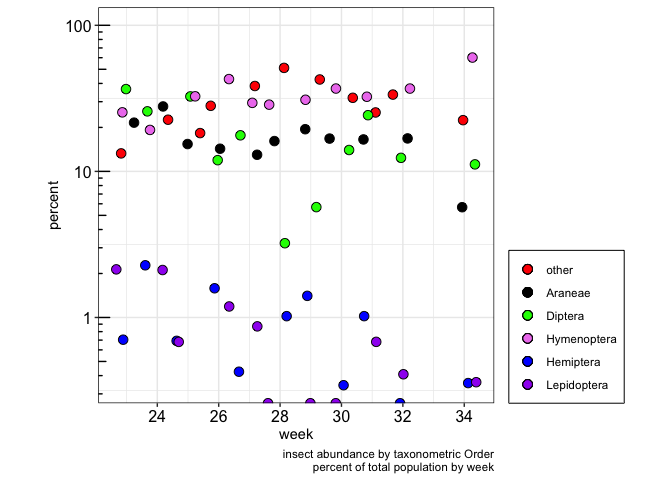 100
10
1
percent
24 26 28 30 32 34
week
insect abundance by taxonometric Order
percent of total population by week
other
Araneae
Diptera
Hymenoptera
Hemiptera
Lepidoptera